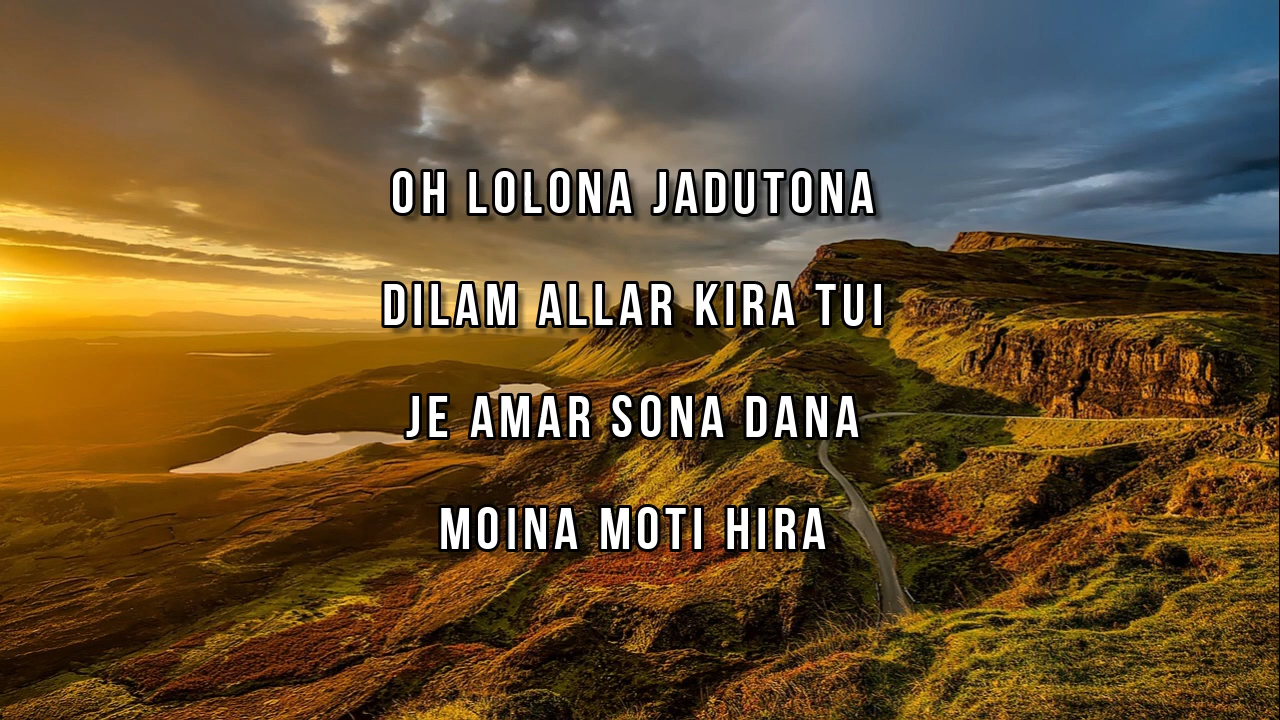 OH LOLONA JADUTONA
DILAM ALLAR KIRA TUI
JE AMAR SONA DANA
MOINA MOTI HIRA